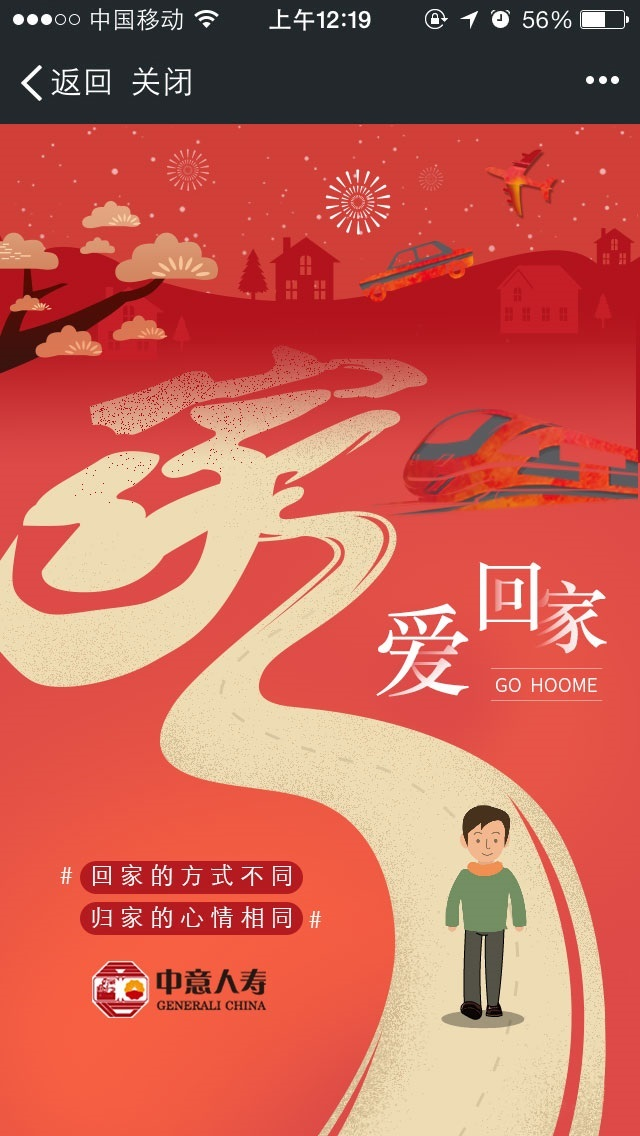 中国移动 上午12:19 56%
返回 关闭
家
爱回家
GO HOOME
# 回家的方式不同
归家的心情相同 #
中意人寿
GENERALI CHINA